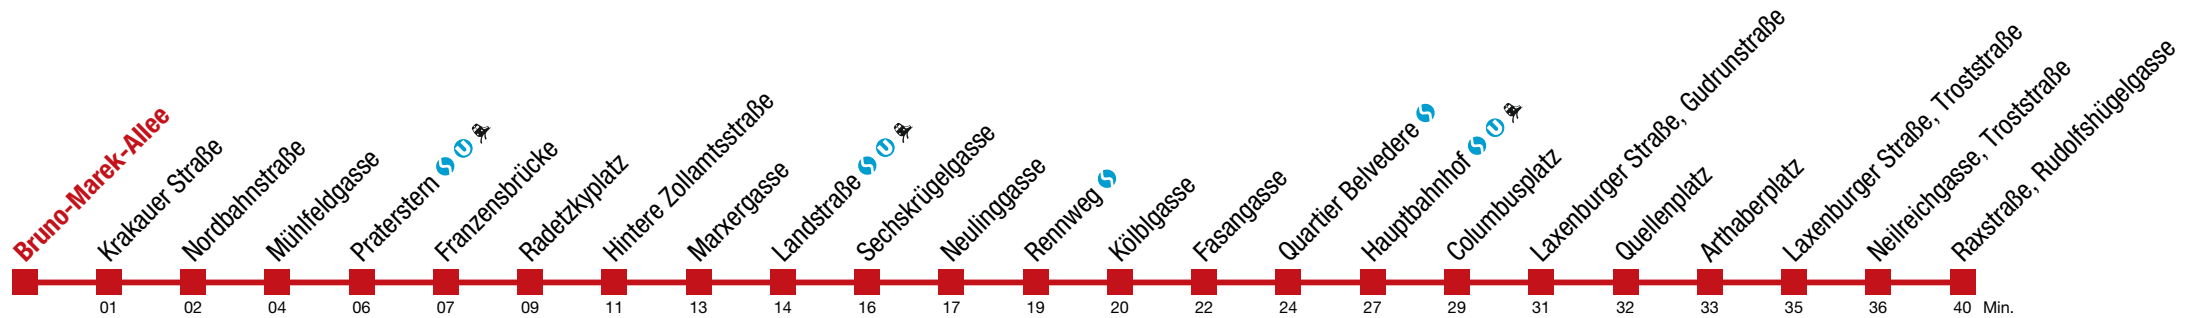 Bruno-Marek-Allee
Krakauer Straße
Nordbahnstraße
Mühlfeldgasse
Praterstern S U
Franzensbrücke
Radetzkyplatz
Hintere Zollamtsstraße
Marxergasse
Landstraße S U
Sechskrügelgasse
Neulinggasse
Rennweg S
Kölblgasse
Fasangasse
Quartier Belvedere S
Hauptbahnhof S U
Columbusplatz
Laxenburger Straße, Gudrunstraße
Quellenplatz
Arthaberplatz
Laxenburger Straße, Troststraße
Neilreichgasse, Troststraße
Raxstraße, Rudolfshügelgasse
01 02 04 06 07 09 11 13 14 16 17 19 20 22 24 27 29 31 32 33 35 36 40 Min.